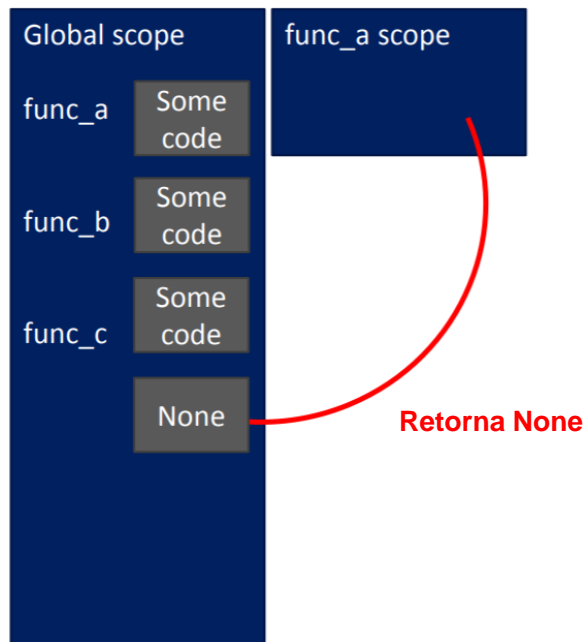 Global scope
func_a scope
func_a
Some
code
func_b
Some
code
func_c
Some
code
None
Retorna None